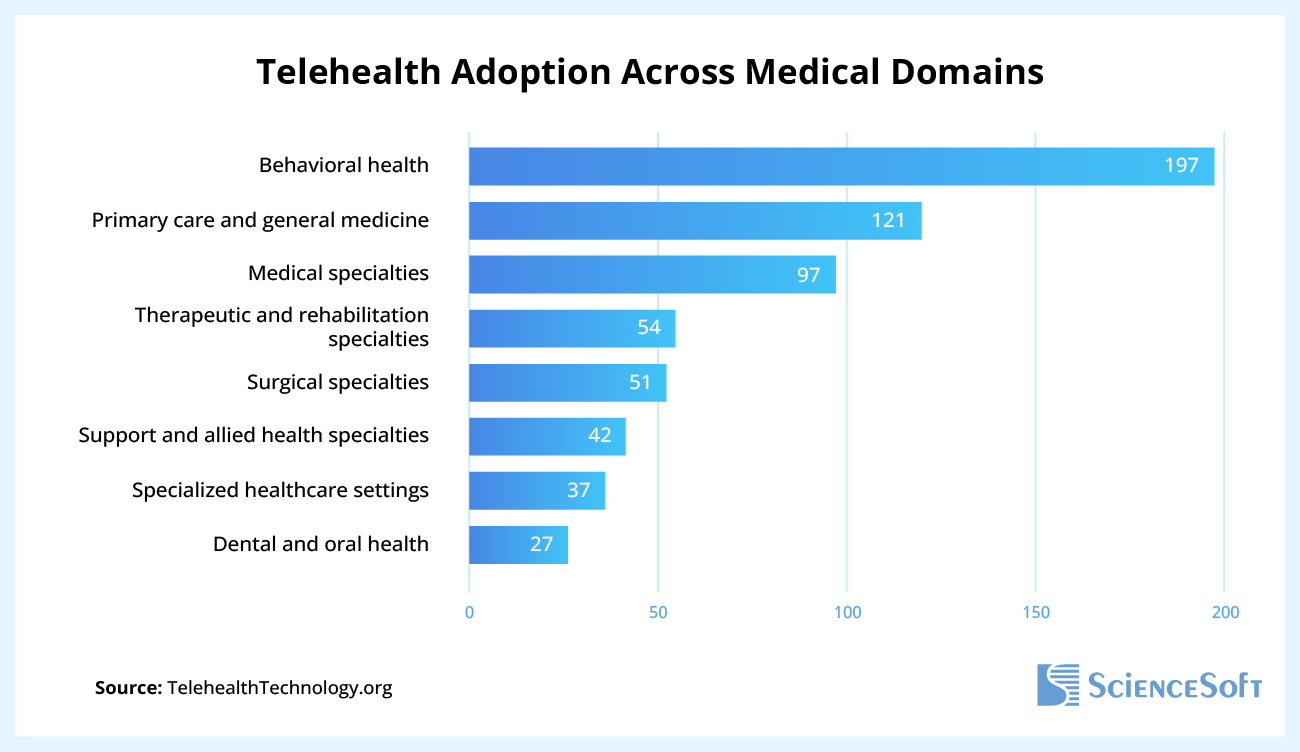 Telehealth Adoption Across Medical Domains
Behavioral health
197
Primary care and general medicine
121
Medical specialties
97
Therapeutic and rehabilitation
specialties
54
Surgical specialties
51
Support and allied health specialties
42
Specialized healthcare settings
37
Dental and oral health
27
0 50 100 150 200
Source: TelehealthTechnology.org
ScienceSoft